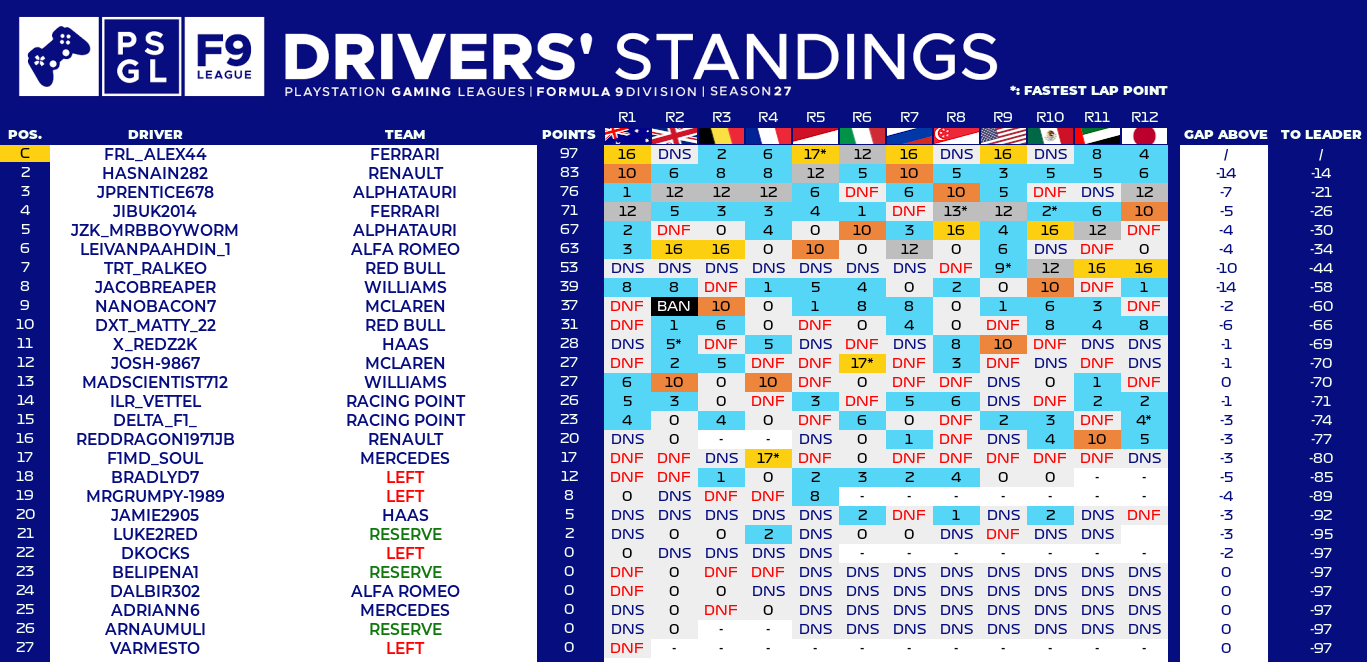 PS
GL
F9
LEAGUE
DRIVERS' STANDINGS
PLAYSTATION GAMING LEAGUES | FORMULA 9 DIVISION | SEASON 27
*: FASTEST LAP POINT
R1 R2 R3 R4 R5 R6 R7 R8 R9 R10 R11 R12
POS. DRIVER TEAM POINTS GAP ABOVE TO LEADER
C FRL_ALEX44 FERRARI 97 16 DNS 2 6 17* 12 16 DNS 16 DNS 8 4 / /
2 HASNAIN282 RENAULT 83 10 6 8 8 12 5 10 5 3 5 5 6 -14 -14
3 JPRENTICE678 ALPHATAURI 76 1 12 12 12 6 DNF 6 10 5 DNF DNS 12 -7 -21
4 JIBUK2014 FERRARI 71 12 5 3 3 4 1 DNF 13* 12 2* 6 10 -5 -26
5 JZK_MRBBOYWORM ALPHATAURI 67 2 DNF 0 4 0 10 3 16 4 16 12 DNF -4 -30
6 LEIVANPAAHDIN_1 ALFA ROMEO 63 3 16 16 0 10 0 12 0 6 DNS DNF 0 -4 -34
7 TRT_RALKEO RED BULL 53 DNS DNS DNS DNS DNS DNS DNS DNF 9* 12 16 16 -10 -44
8 JACOBREAPER WILLIAMS 39 8 8 DNF 1 5 4 0 2 0 10 DNF 1 -14 -58
9 NANOBACON7 MCLAREN 37 DNF BAN 10 0 1 8 8 0 1 6 3 DNF -2 -60
10 DXT_MATTY_22 RED BULL 31 DNF 1 6 0 DNF 0 4 0 DNF 8 4 8 -6 -66
11 X_REDZ2K HAAS 28 DNS 5* DNF 5 DNS DNF DNS 8 10 DNF DNS DNS -1 -69
12 JOSH-9867 MCLAREN 27 DNF 2 5 DNF DNF 17* DNF 3 DNF DNS DNF DNS -1 -70
13 MADSCIENTIST712 WILLIAMS 27 6 10 0 10 DNF 0 DNF DNF DNS 0 1 DNF 0 -70
14 ILR_VETTEL RACING POINT 26 5 3 0 DNF 3 DNF 5 6 DNS DNF 2 2 -1 -71
15 DELTA_F1_ RACING POINT 23 4 0 4 0 DNF 6 0 DNF 2 3 DNF 4* -3 -74
16 REDDRAGON1971JB RENAULT 20 DNS 0 - - DNS 0 1 DNF DNS 4 10 5 -3 -77
17 F1MD_SOUL MERCEDES 17 DNF DNF DNS 17* DNF 0 DNF DNF DNF DNF DNF DNS -3 -80
18 BRADLYD7 LEFT 12 DNF DNF 1 0 2 3 2 4 0 0 - - -5 -85
19 MRGRUMPY-1989 LEFT 8 0 DNS DNF DNF 8 - - - - - - - -4 -89
20 JAMIE2905 HAAS 5 DNS DNS DNS DNS DNS 2 DNF 1 DNS 2 DNS DNF -3 -92
21 LUKE2RED RESERVE 2 DNS 0 0 2 DNS 0 0 DNS DNF DNS DNS -3 -95
22 DKOCKS LEFT 0 0 DNS DNS DNS DNS - - - - - - - -2 -97
23 BELIPENA1 RESERVE 0 DNF 0 DNF DNF DNS DNS DNS DNS DNS DNS DNS DNS 0 -97
24 DALBIR302 ALFA ROMEO 0 DNF 0 0 DNS DNS DNS DNS DNS DNS DNS DNS DNS 0 -97
25 ADRIANN6 MERCEDES 0 DNS 0 DNF 0 DNS DNS DNS DNS DNS DNS DNS DNS 0 -97
26 ARNAUMULI RESERVE 0 DNS 0 - - DNS DNS DNS DNS DNS DNS DNS DNS 0 -97
27 VARMESTO LEFT 0 DNF - - - - - - - - - - - 0 -97